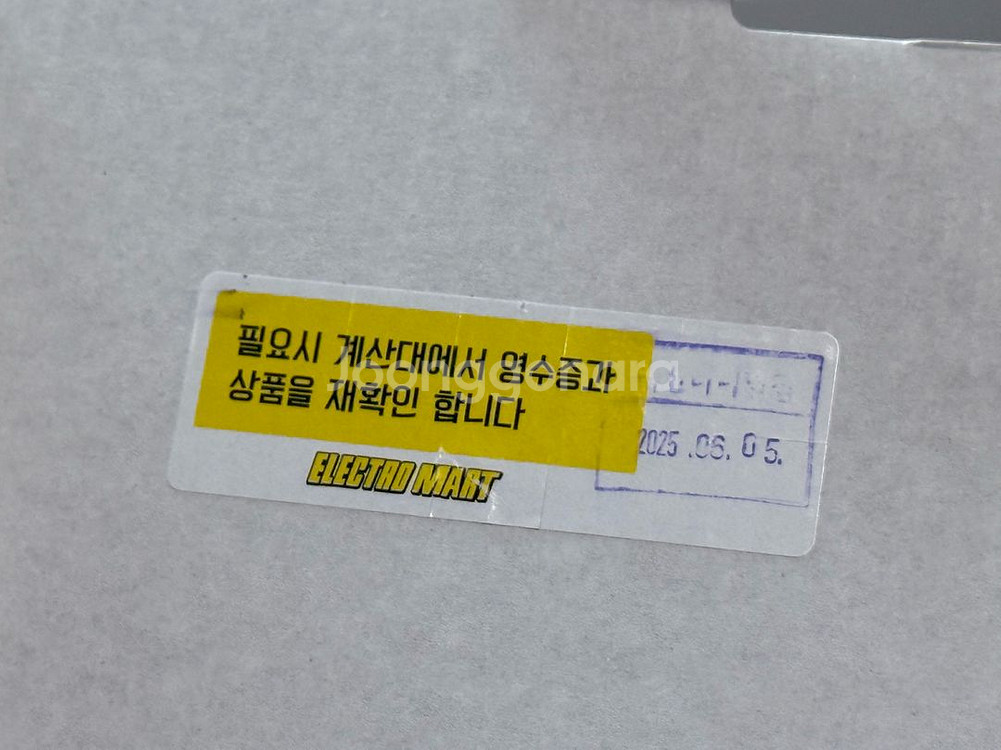 필요시 계산대에서 영수증과
상품을 재확인 합니다
ELECTRO MART
2025.06.05.
Joonggonara